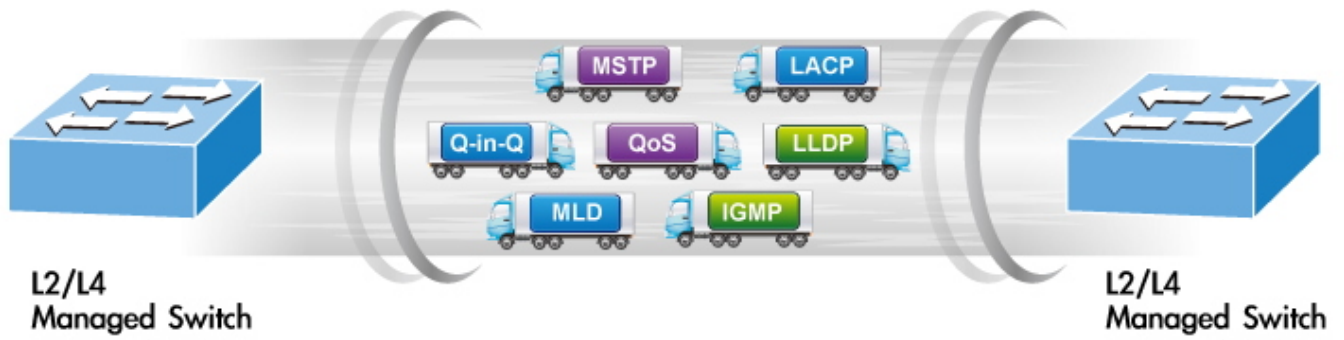 MSTP
LACP
Q-in-Q
QoS
LLDP
MLD
IGMP
L2/L4
Managed Switch
L2/L4
Managed Switch